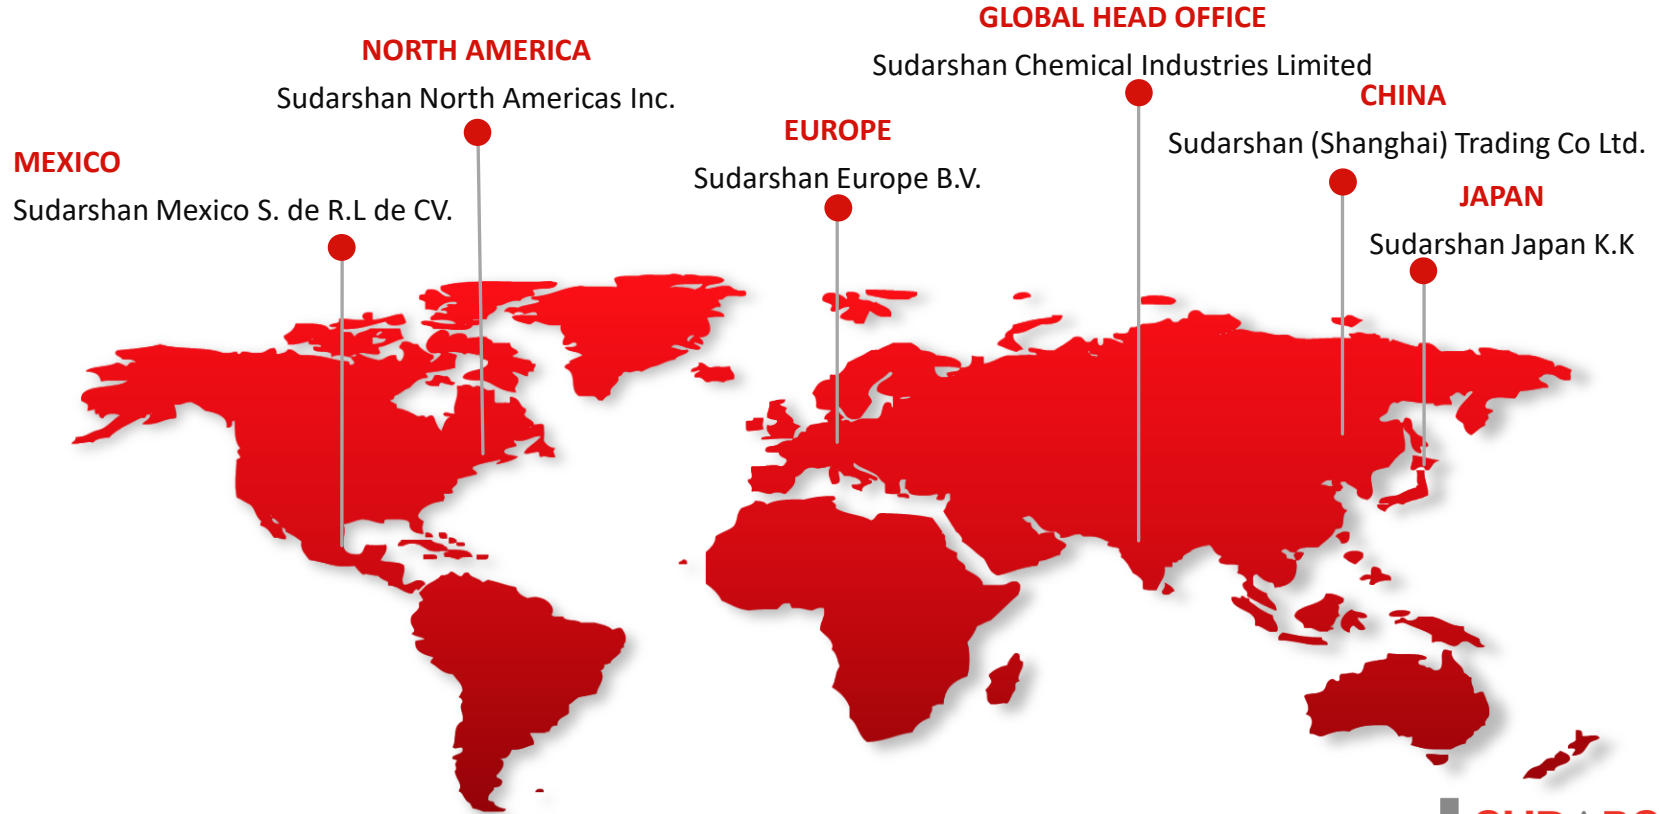 GLOBAL HEAD OFFICE
Sudarshan Chemical Industries Limited
NORTH AMERICA
Sudarshan North Americas Inc.
CHINA
Sudarshan (Shanghai) Trading Co Ltd.
EUROPE
Sudarshan Europe B.V.
MEXICO
Sudarshan Mexico S. de R.L de CV.
JAPAN
Sudarshan Japan K.K